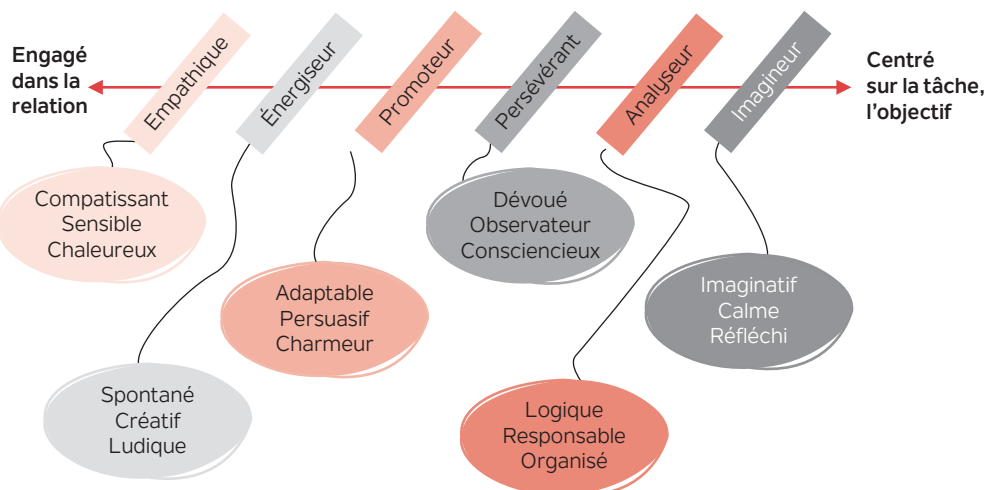 Engagé
dans la
relation
Empathique
Énergiseur
Promoteur
Persévérant
Analyseur
Imagineur
Centré
sur la tâche,
l’objectif
Compatissant
Sensible
Chaleureux
Dévoué
Observateur
Consciencieux
Adaptable
Persuasif
Charmeur
Imaginatif
Calme
Réfléchi
Spontané
Créatif
Ludique
Logique
Responsable
Organisé